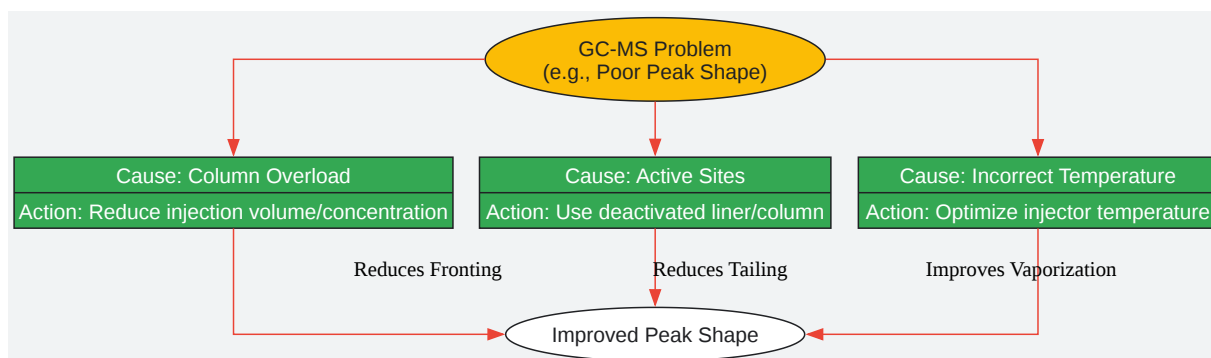 GC-MS Problem
(e.g., Poor Peak Shape)
Cause: Column Overload
Action: Reduce injection volume/concentration
Cause: Active Sites
Action: Use deactivated liner/column
Cause: Incorrect Temperature
Action: Optimize injector temperature
Reduces Fronting
Reduces Tailing
Improves Vaporization
Improved Peak Shape